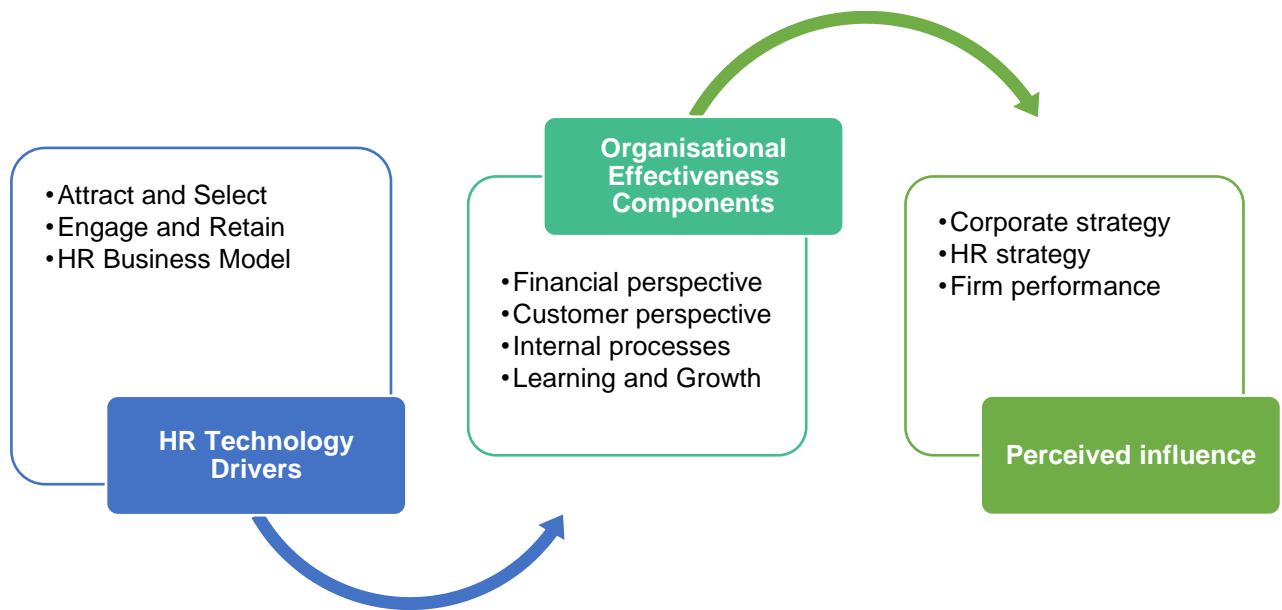 •Attract and Select
•Engage and Retain
•HR Business Model
HR Technology
Drivers
Organisational
Effectiveness
Components
•Financial perspective
•Customer perspective
•Internal processes
•Learning and Growth
•Corporate strategy
•HR strategy
•Firm performance
Perceived influence